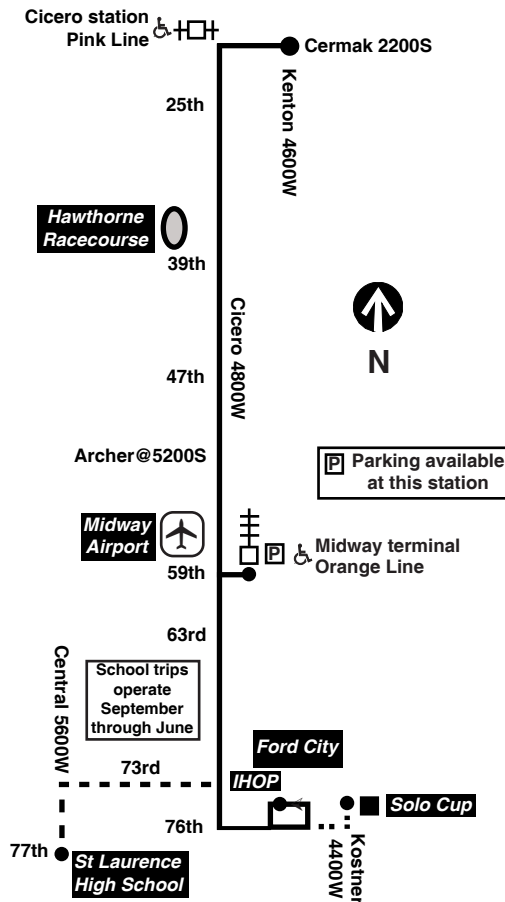 Cicero station
Pink Line
Cermak 2200S
Kenton 4600W
25th
Hawthorne
Racecourse
39th
Cicero 4800W
N
47th
Archer@5200S
P Parking available
at this station
Midway
Airport
P
Midway terminal
Orange Line
59th
63rd
Central 5600W
School trips
operate
September
through June
Ford City
73rd
IHOP
Solo Cup
76th
Kostner
4400W
77th
St Laurence
High School